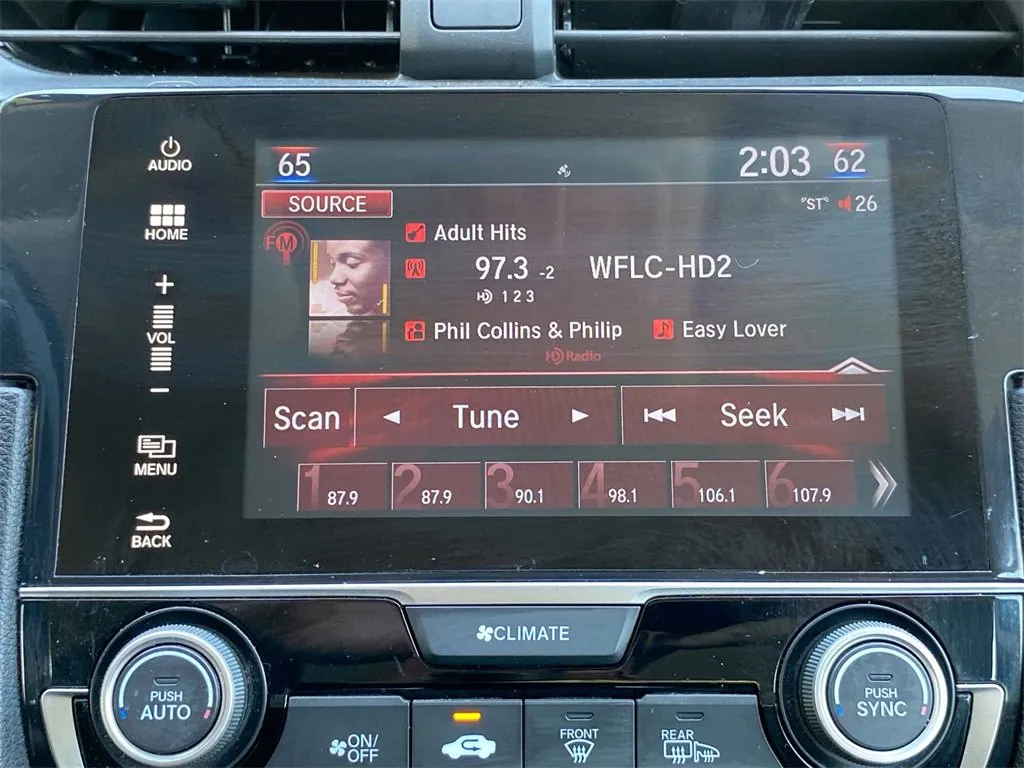 AUDIO
HOME
+
VOL
−
MENU
BACK
65
2:03 62
SOURCE
"ST" 26
FM
Adult Hits
97.3 -2 WFLC-HD2
HD 1 2 3
Phil Collins & Philip Easy Lover
HD Radio
Scan Tune Seek
1 87.9 2 87.9 3 90.1 4 98.1 5 106.1 6 107.9
CLIMATE
PUSH
AUTO
PUSH
SYNC
ON/
OFF
FRONT
REAR